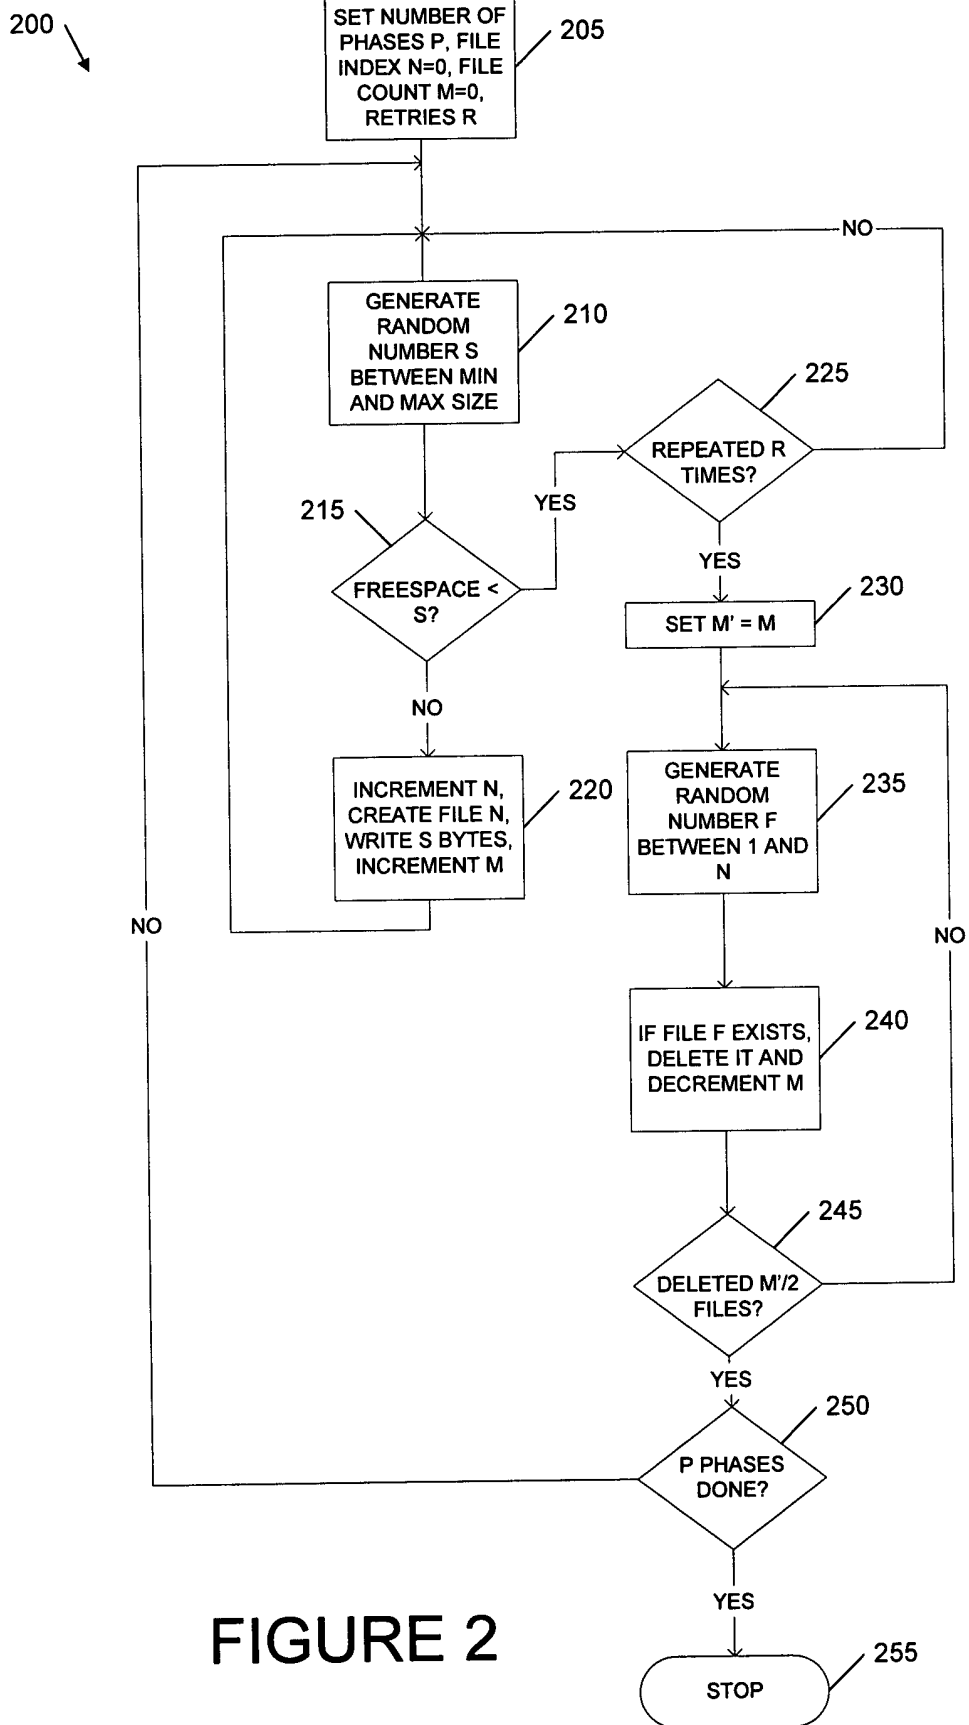 200
SET NUMBER OF
PHASES P, FILE
INDEX N=0, FILE
COUNT M=0,
RETRIES R
205
NO
GENERATE
RANDOM
NUMBER S
BETWEEN MIN
AND MAX SIZE
210
225
REPEATED R
TIMES?
YES
215
FREESPACE <
S?
YES
230
SET M' = M
NO
INCREMENT N,
CREATE FILE N,
WRITE S BYTES,
INCREMENT M
220
GENERATE
RANDOM
NUMBER F
BETWEEN 1 AND
N
235
NO
NO
IF FILE F EXISTS,
DELETE IT AND
DECREMENT M
240
245
DELETED M'/2
FILES?
YES
250
P PHASES
DONE?
YES
FIGURE 2
STOP
255